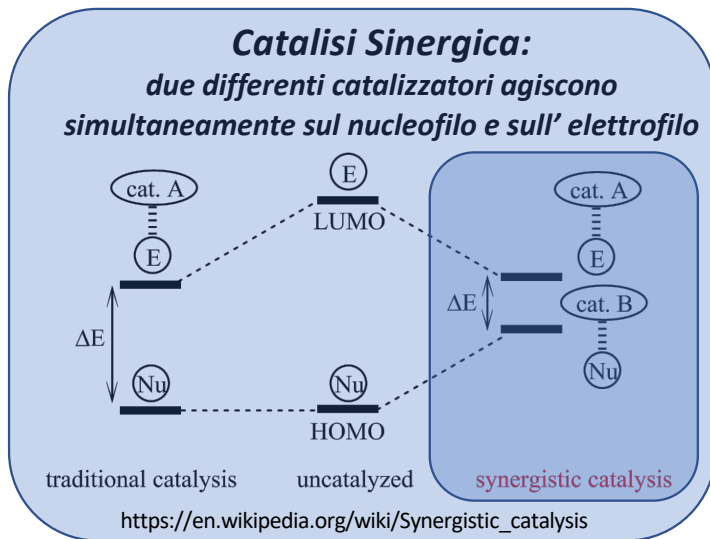 Catalisi Sinergica:
due differenti catalizzatori agiscono
simultaneamente sul nucleofilo e sull' elettrofilo
cat. A
E
ΔE
Nu
E
LUMO
Nu
HOMO
cat. A
E
ΔE
cat. B
Nu
traditional catalysis
uncatalyzed
synergistic catalysis
https://en.wikipedia.org/wiki/Synergistic_catalysis